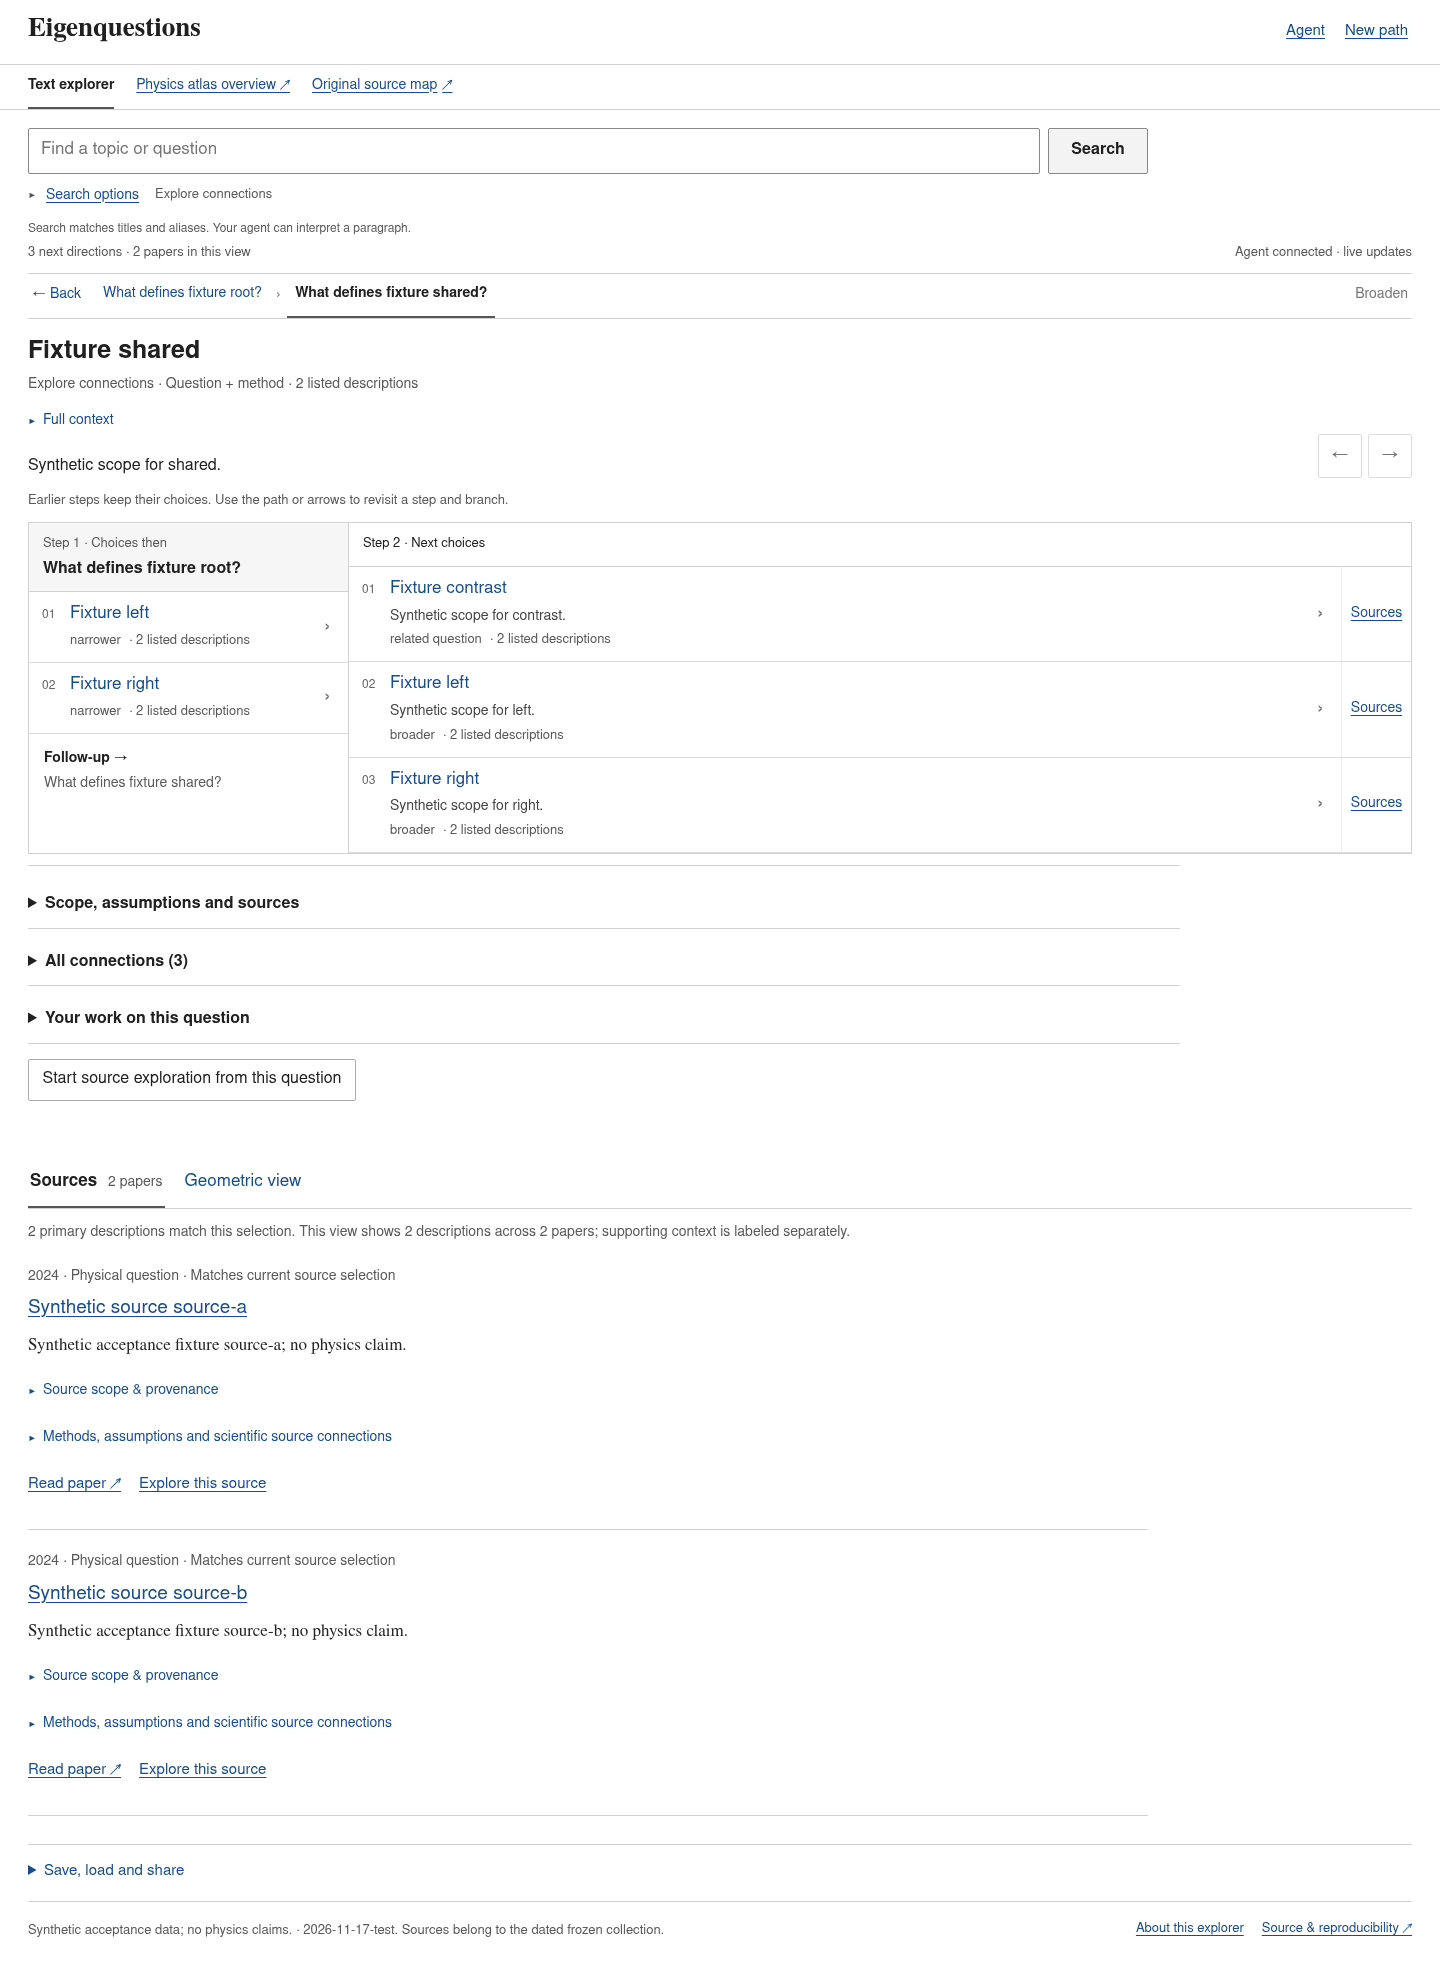 Eigenquestions
Agent New path
Text explorer Physics atlas overview ↗ Original source map ↗
Find a topic or question Search
▸ Search options Explore connections
Search matches titles and aliases. Your agent can interpret a paragraph.
3 next directions · 2 papers in this view Agent connected · live updates
← Back What defines fixture root? › What defines fixture shared? Broaden
Fixture shared
Explore connections · Question + method · 2 listed descriptions
▸ Full context
Synthetic scope for shared.
← →
Earlier steps keep their choices. Use the path or arrows to revisit a step and branch.
Step 1 · Choices then
What defines fixture root?
01 Fixture left ›
narrower · 2 listed descriptions
02 Fixture right ›
narrower · 2 listed descriptions
Follow-up →
What defines fixture shared?
Step 2 · Next choices
01 Fixture contrast
Synthetic scope for contrast. › Sources
related question · 2 listed descriptions
02 Fixture left
Synthetic scope for left. › Sources
broader · 2 listed descriptions
03 Fixture right
Synthetic scope for right. › Sources
broader · 2 listed descriptions
▶ Scope, assumptions and sources
▶ All connections (3)
▶ Your work on this question
Start source exploration from this question
Sources 2 papers Geometric view
2 primary descriptions match this selection. This view shows 2 descriptions across 2 papers; supporting context is labeled separately.
2024 · Physical question · Matches current source selection
Synthetic source source-a
Synthetic acceptance fixture source-a; no physics claim.
▸ Source scope & provenance
▸ Methods, assumptions and scientific source connections
Read paper ↗ Explore this source
2024 · Physical question · Matches current source selection
Synthetic source source-b
Synthetic acceptance fixture source-b; no physics claim.
▸ Source scope & provenance
▸ Methods, assumptions and scientific source connections
Read paper ↗ Explore this source
▶ Save, load and share
Synthetic acceptance data; no physics claims. · 2026-11-17-test. Sources belong to the dated frozen collection.
About this explorer Source & reproducibility ↗